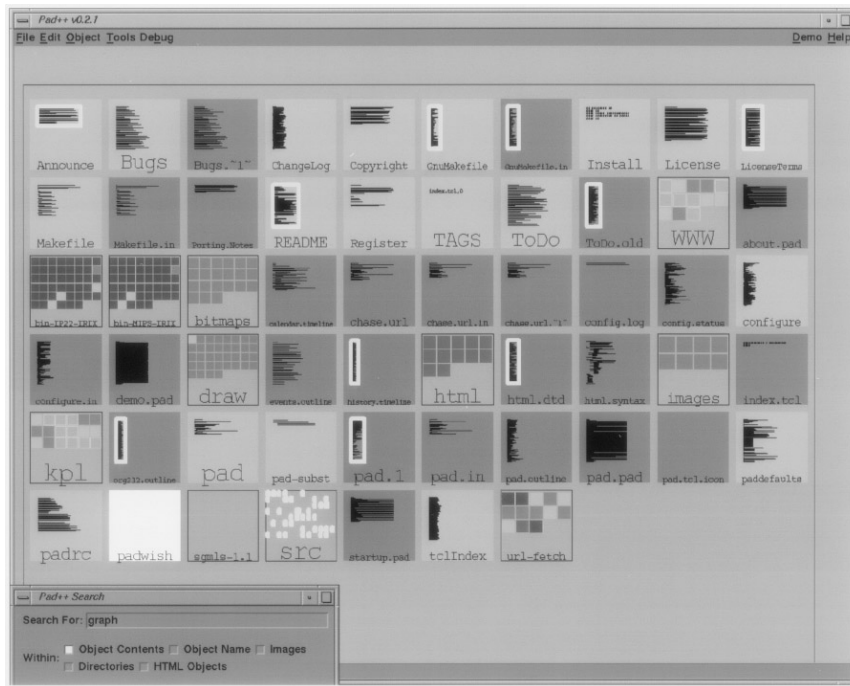 Pad++ v0.2.1
File Edit Object Tools Debug Demo Help
Announce Bugs Bugs.~1~ ChangeLog Copyright GnuMakefile GnuMakefile.in Install License LicenseTerms
Makefile Makefile.in Porting.Notes README Register TAGS ToDo ToDo.old WWW about.pad
bin-IP22-IRIX bin-MIPS-IRIX bitmaps calender.timeline chase.url chase.url.in chase.url.~1~ config.log config.status configure
configure.in demo.pad draw events.outline history.timeline html html.dtd html.syntax images index.tcl
kpl pad pad-subst pad.1 pad.in pad.outline pad.pad pad.tcl.icon paddefaults
padrc padwish sgmls-1.1 src startup.pad tclIndex url-fetch
Pad++ Search
Search For: graph
Within: Object Contents Object Name Images
Directories HTML Objects